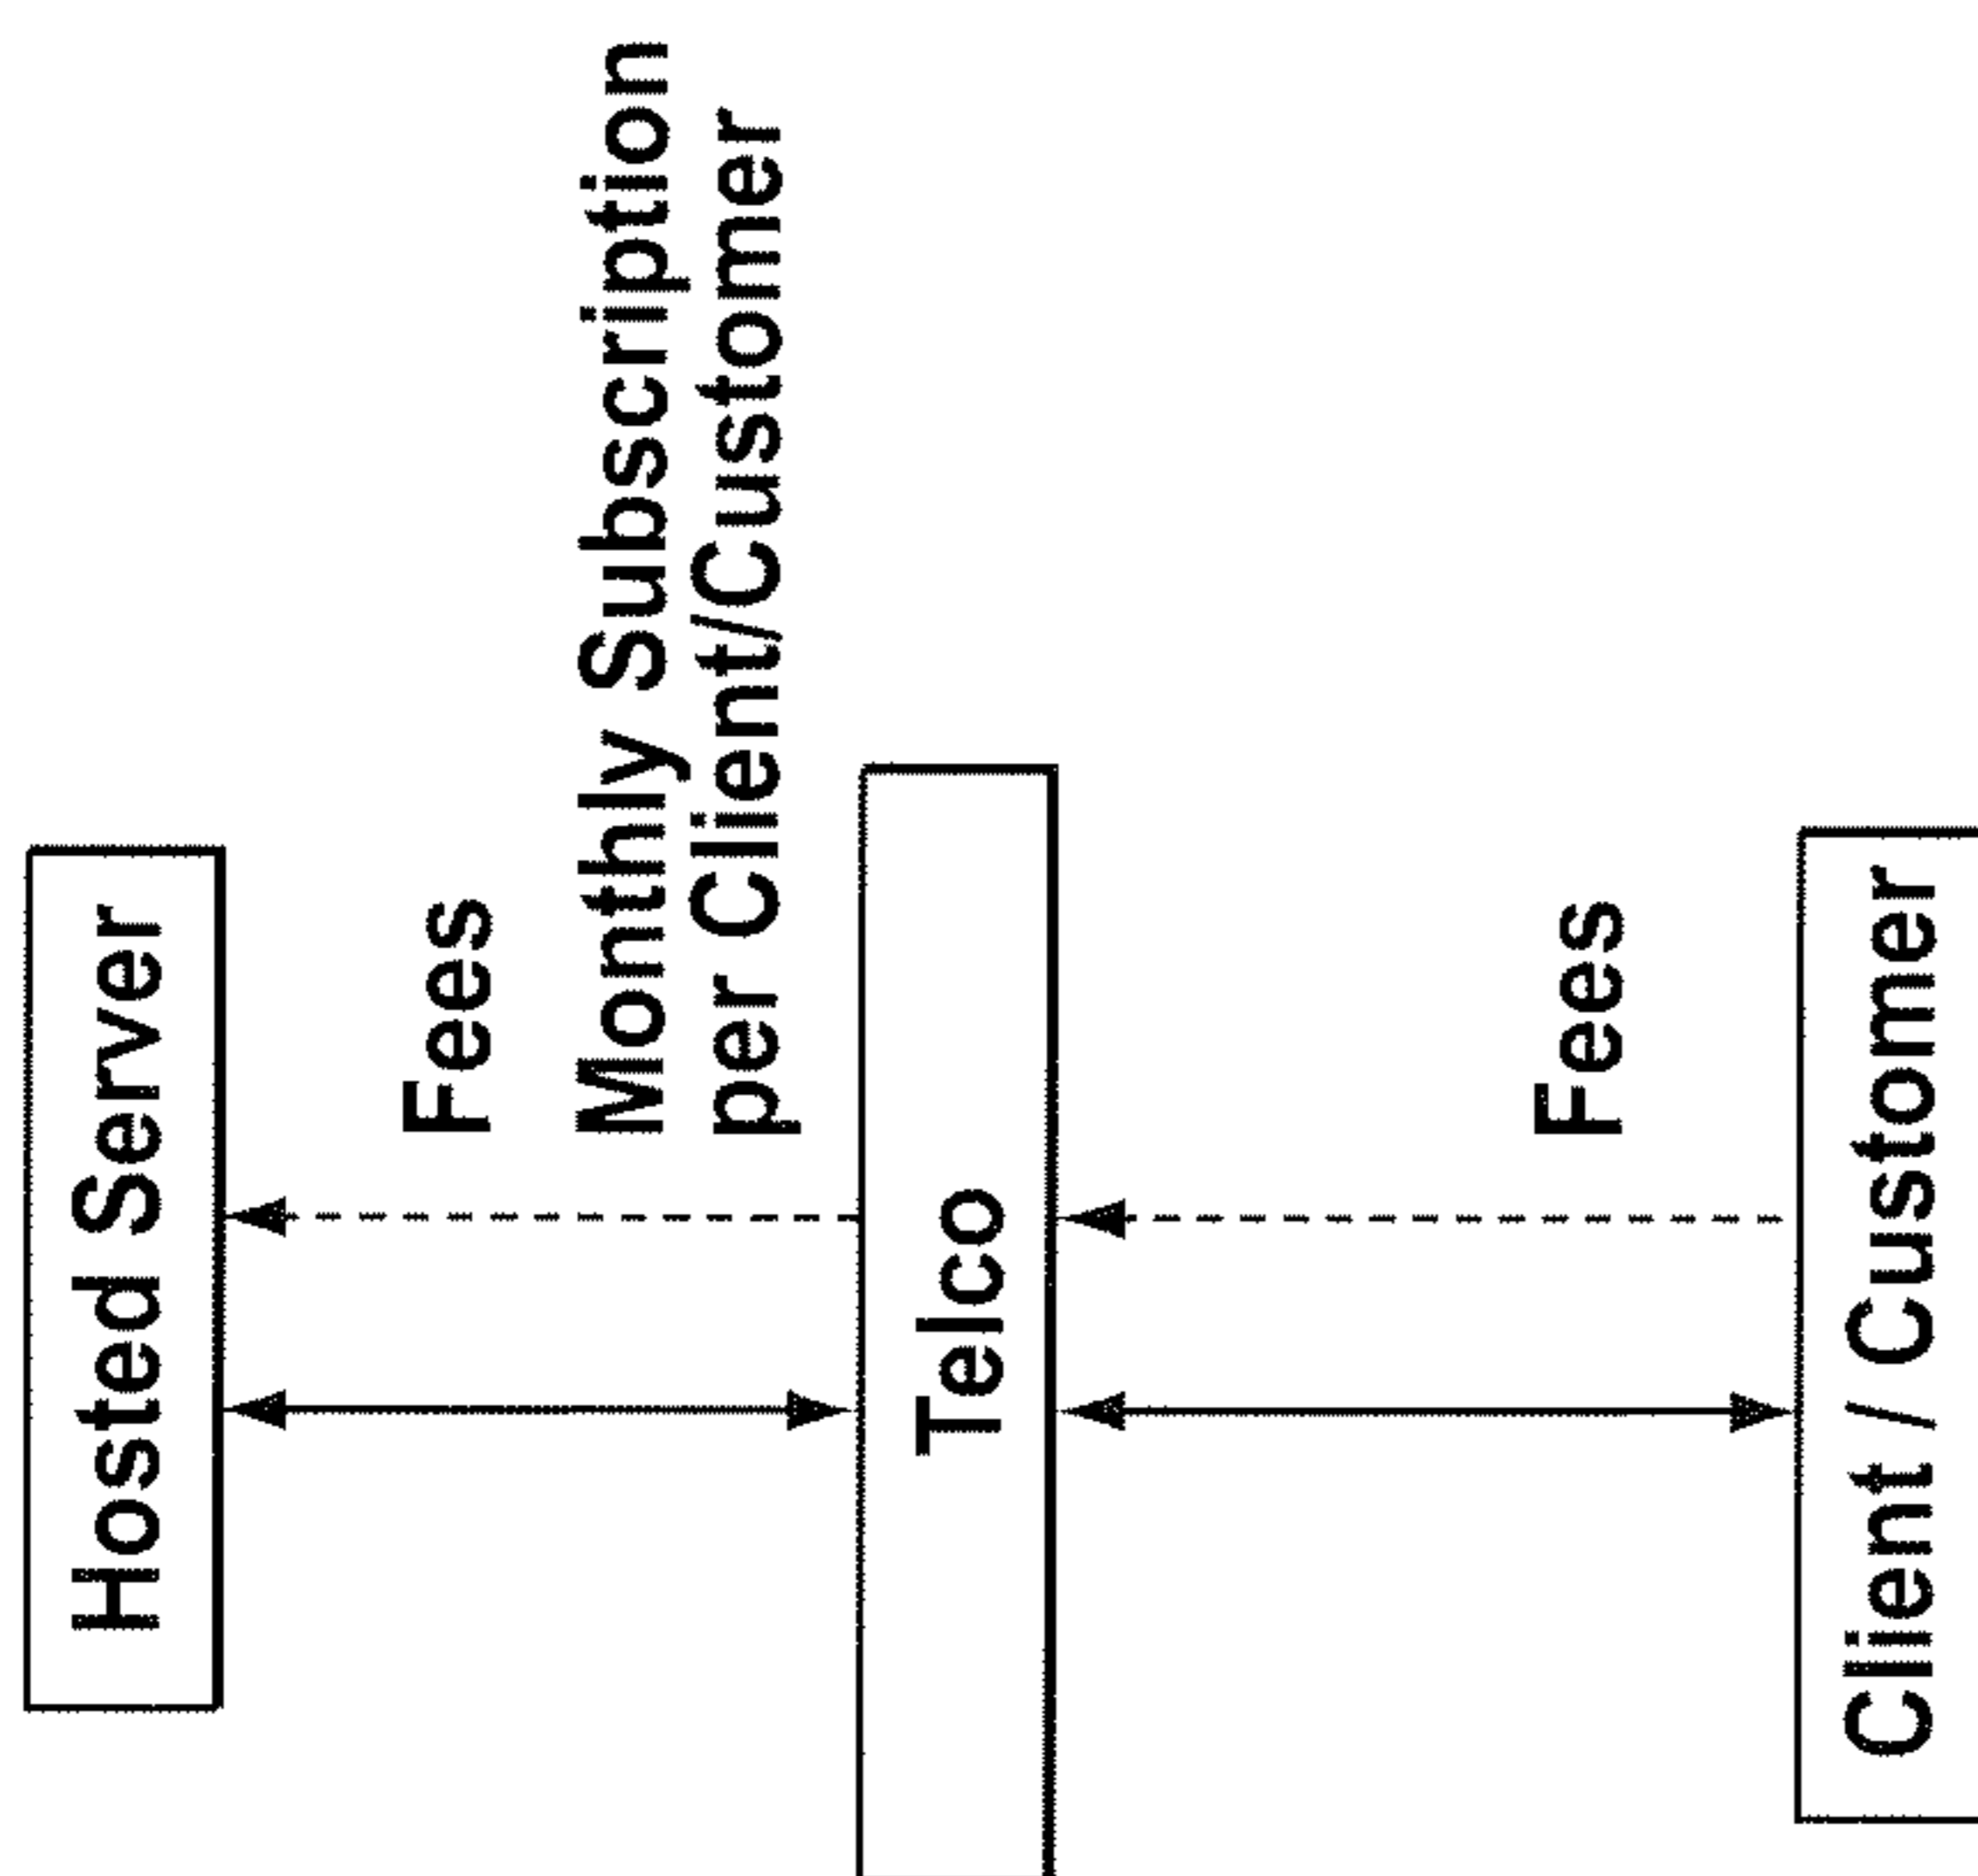 Hosted Server
Fees
Monthly Subscription
per Client/Customer
Telco
Fees
Client / Customer